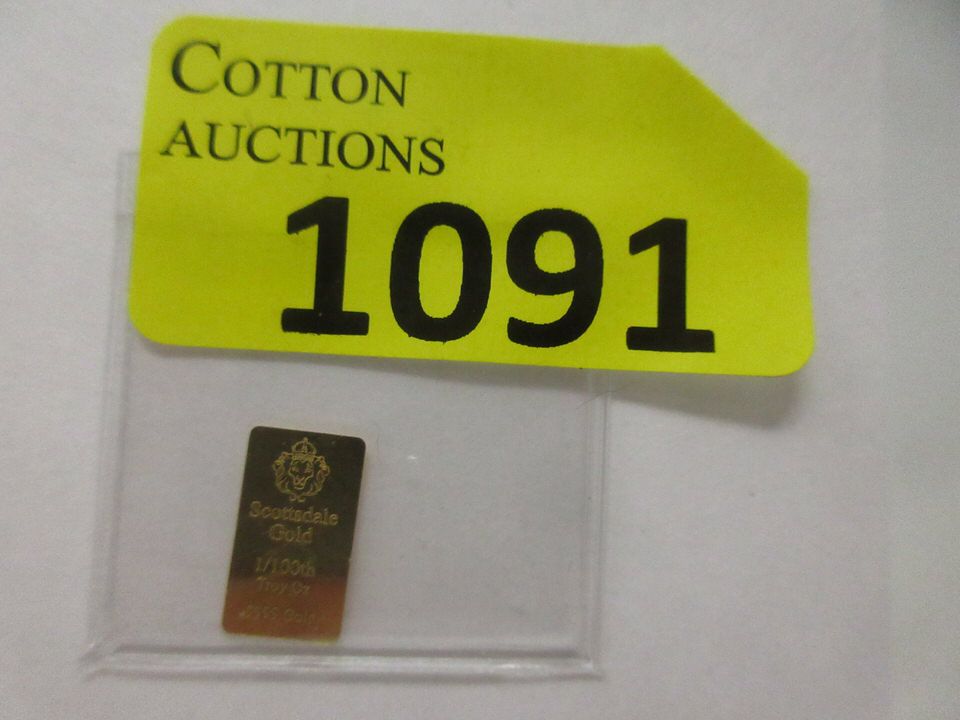 COTTON
AUCTIONS
1091
Scottsdale
Gold
1/100th
Troy Oz
.9999 Gold